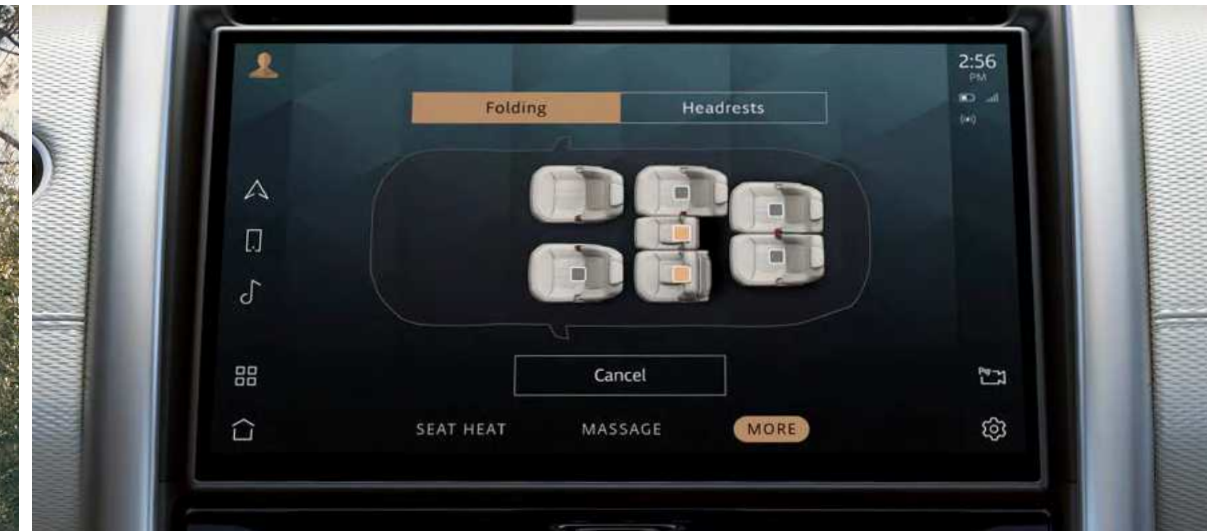 2:56
PM
Folding
Headrests
Cancel
SEAT HEAT
MASSAGE
MORE